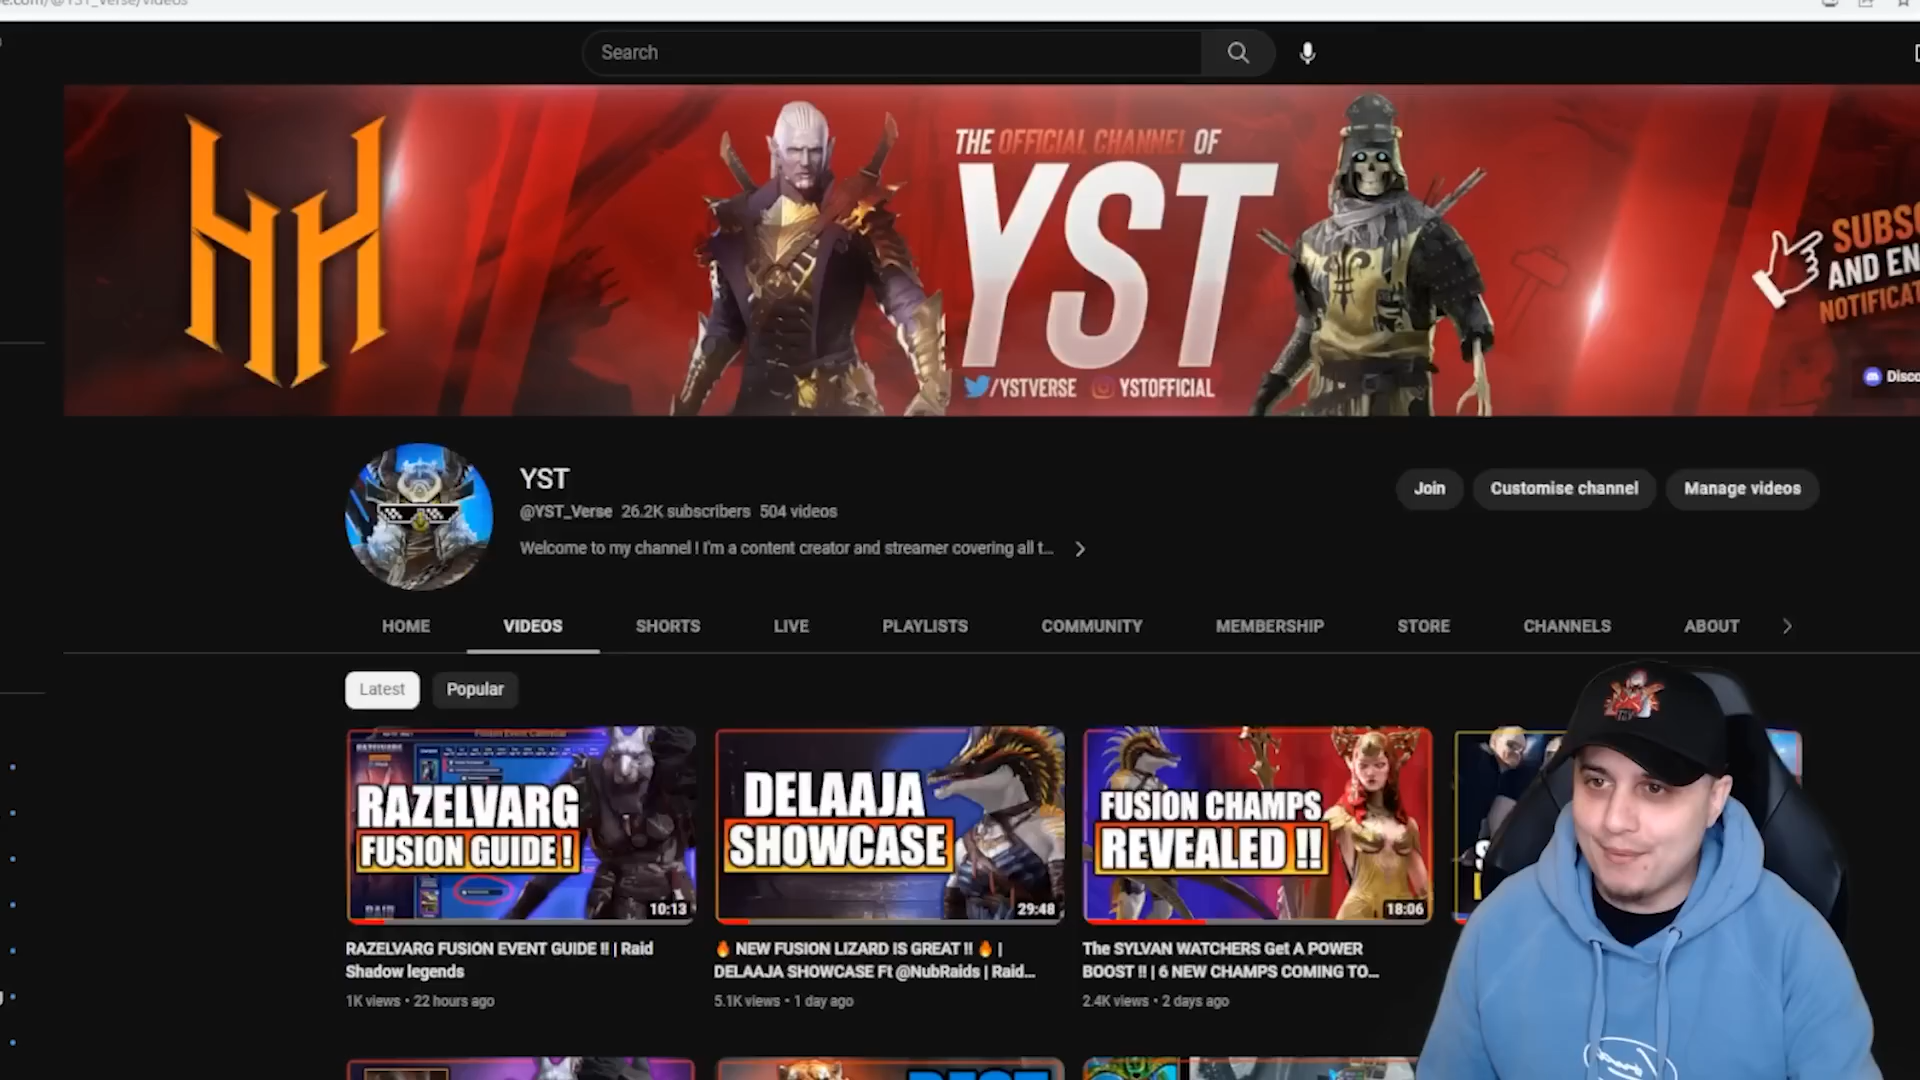 Search
THE OFFICIAL CHANNEL OF
YST
/YSTVERSE YSTOFFICIAL
AND
YST
@YST_Verse 26.2K subscribers 504 videos
Welcome to my channel ! I'm a content creator and streamer covering all t...
Join Customise channel Manage videos
HOME VIDEOS SHORTS LIVE PLAYLISTS COMMUNITY MEMBERSHIP STORE CHANNELS ABOUT
Latest Popular
RAZELVARG
FUSION GUIDE !
10:13
DELAAJA
SHOWCASE
29:48
FUSION CHAMPS
REVEALED !!
18:06
RAZELVARG FUSION EVENT GUIDE !! | Raid
Shadow legends
1K views • 22 hours ago
🔥 NEW FUSION LIZARD IS GREAT !! 🔥 |
DELAAJA SHOWCASE Ft @NubRaids | Raid...
5.1K views • 1 day ago
The SYLVAN WATCHERS Get A POWER
BOOST !! | 6 NEW CHAMPS COMING TO...
2.4K views • 2 days ago